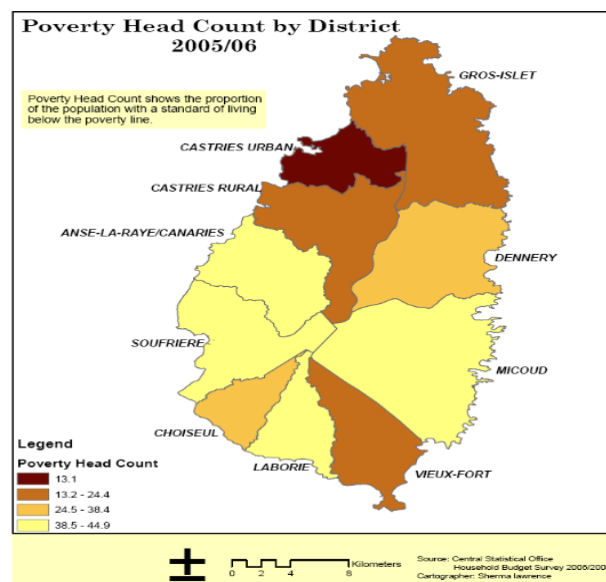 Poverty Head Count by District
2005/06
Poverty Head Count shows the proportion
of the population with a standard of living
below the poverty line.
GROS-ISLET
CASTRIES URBAN
CASTRIES RURAL
ANSE-LA-RAYE/CANARIES
DENNERY
SOUFRIERE
MICOUD
CHOISEUL
LABORIE
VIEUX-FORT
Legend
Poverty Head Count
13.1
13.2 - 24.4
24.5 - 38.4
38.5 - 44.9
Kilometers
0 2 4 8
Source: Central Statistical Office
Household Budget Survey
Cartographer: Sherma lawrence